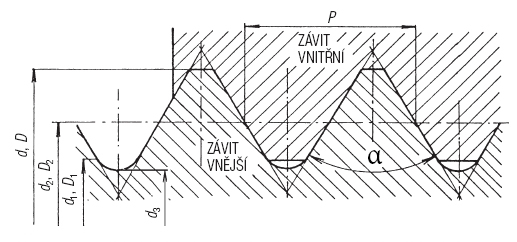 P
ZÁVIT
VNITŘNÍ
ZÁVIT
VNĚJŠÍ
α
d, D
d₂, D₂
d₁, D₁
d₃